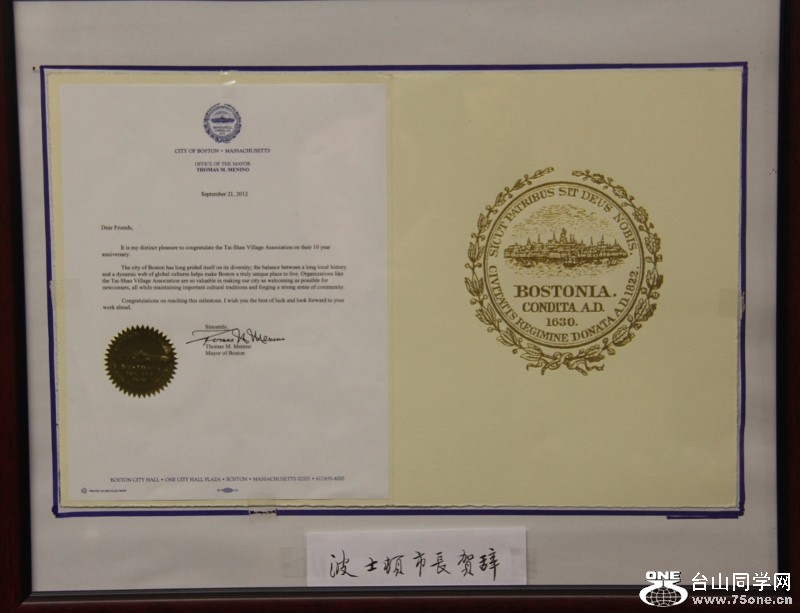 CITY OF BOSTON • MASSACHUSETTS
OFFICE OF THE MAYOR
THOMAS M. MENINO
September 21, 2012
Dear Friends,
It is my distinct pleasure to congratulate the Tai-Shan Village Association on their 10 year
anniversary.
The city of Boston has long prided itself on its diversity; the balance between a long local history
and a dynamic web of global cultures helps make Boston a truly unique place to live. Organizations like
the Tai-Shan Village Association are so valuable in making our city as welcoming as possible for
newcomers, all while maintaining important cultural traditions and forging a strong sense of community.
Congratulations on reaching this milestone. I wish you the best of luck and look forward to your
work ahead.
Sincerely,
Thomas M. Menino
Thomas M. Menino
Mayor of Boston
BOSTON CITY HALL • ONE CITY HALL PLAZA • BOSTON • MASSACHUSETTS 02201 • 617/635-4000
SICUT PATRIBUS SIT DEUS NOBIS
BOSTONIA.
CONDITA A.D.
1630.
CIVITATIS REGIMINE DONATA A.D. 1822.
波士頓市長賀辞
ONE 台山同学网
www.75one.cn